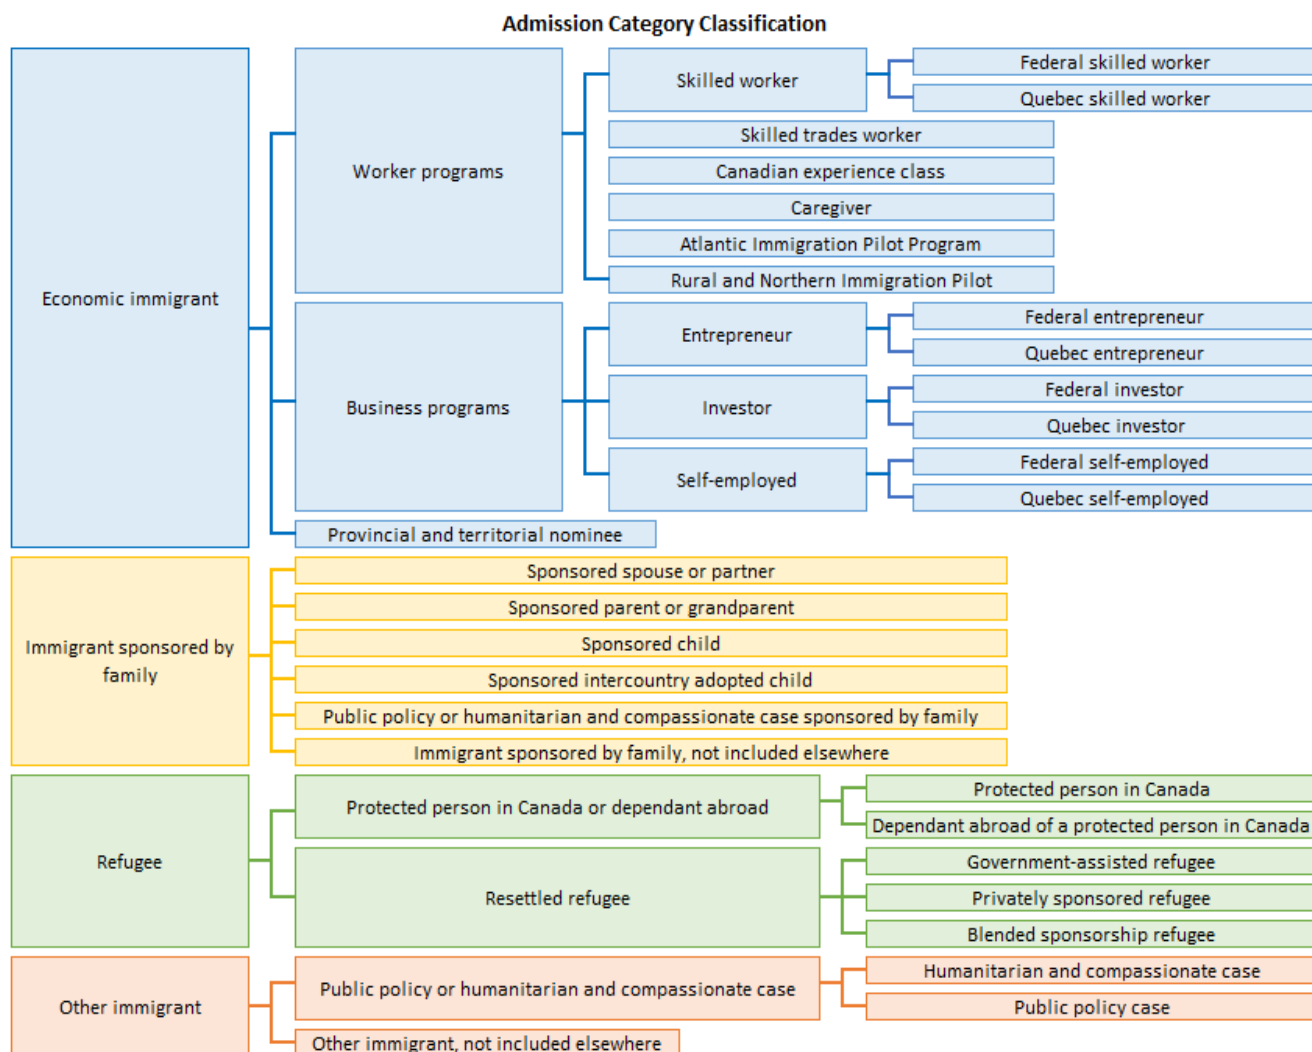 Admission Category Classification
Economic immigrant
Worker programs
Skilled worker
Federal skilled worker
Quebec skilled worker
Skilled trades worker
Canadian experience class
Caregiver
Atlantic Immigration Pilot Program
Rural and Northern Immigration Pilot
Business programs
Entrepreneur
Federal entrepreneur
Quebec entrepreneur
Investor
Federal investor
Quebec investor
Self-employed
Federal self-employed
Quebec self-employed
Provincial and territorial nominee
Immigrant sponsored by
family
Sponsored spouse or partner
Sponsored parent or grandparent
Sponsored child
Sponsored intercountry adopted child
Public policy or humanitarian and compassionate case sponsored by family
Immigrant sponsored by family, not included elsewhere
Refugee
Protected person in Canada or dependant abroad
Protected person in Canada
Dependant abroad of a protected person in Canada
Resettled refugee
Government-assisted refugee
Privately sponsored refugee
Blended sponsorship refugee
Other immigrant
Public policy or humanitarian and compassionate case
Humanitarian and compassionate case
Public policy case
Other immigrant, not included elsewhere